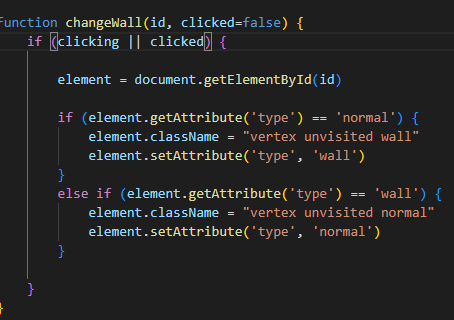 function changeWall(id, clicked=false) {
if (clicking || clicked) {
element = document.getElementById(id)
if (element.getAttribute('type') == 'normal') {
element.className = "vertex unvisited wall"
element.setAttribute('type', 'wall')
}
else if (element.getAttribute('type') == 'wall') {
element.className = "vertex unvisited normal"
element.setAttribute('type', 'normal')
}
}
}